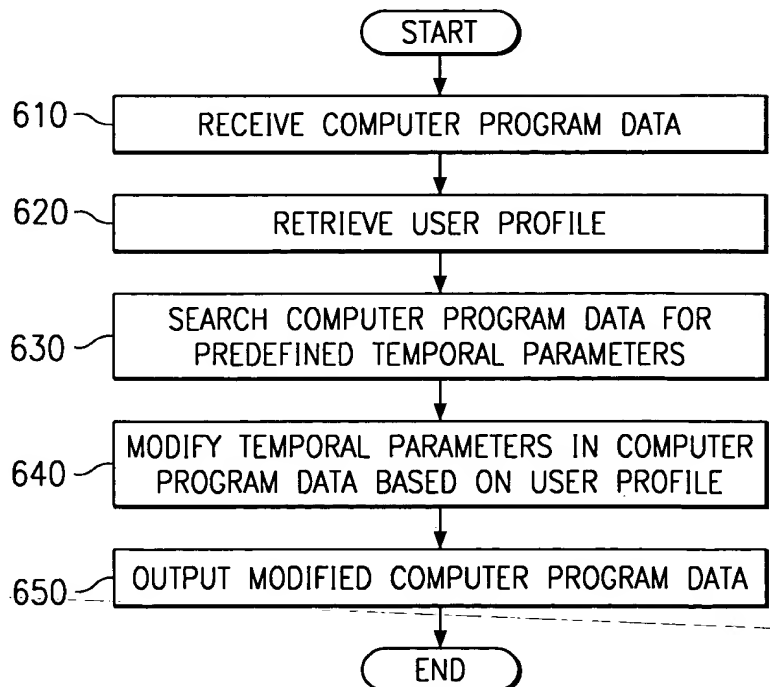 START
610
RECEIVE COMPUTER PROGRAM DATA
620
RETRIEVE USER PROFILE
630
SEARCH COMPUTER PROGRAM DATA FOR
PREDEFINED TEMPORAL PARAMETERS
640
MODIFY TEMPORAL PARAMETERS IN COMPUTER
PROGRAM DATA BASED ON USER PROFILE
650
OUTPUT MODIFIED COMPUTER PROGRAM DATA
END